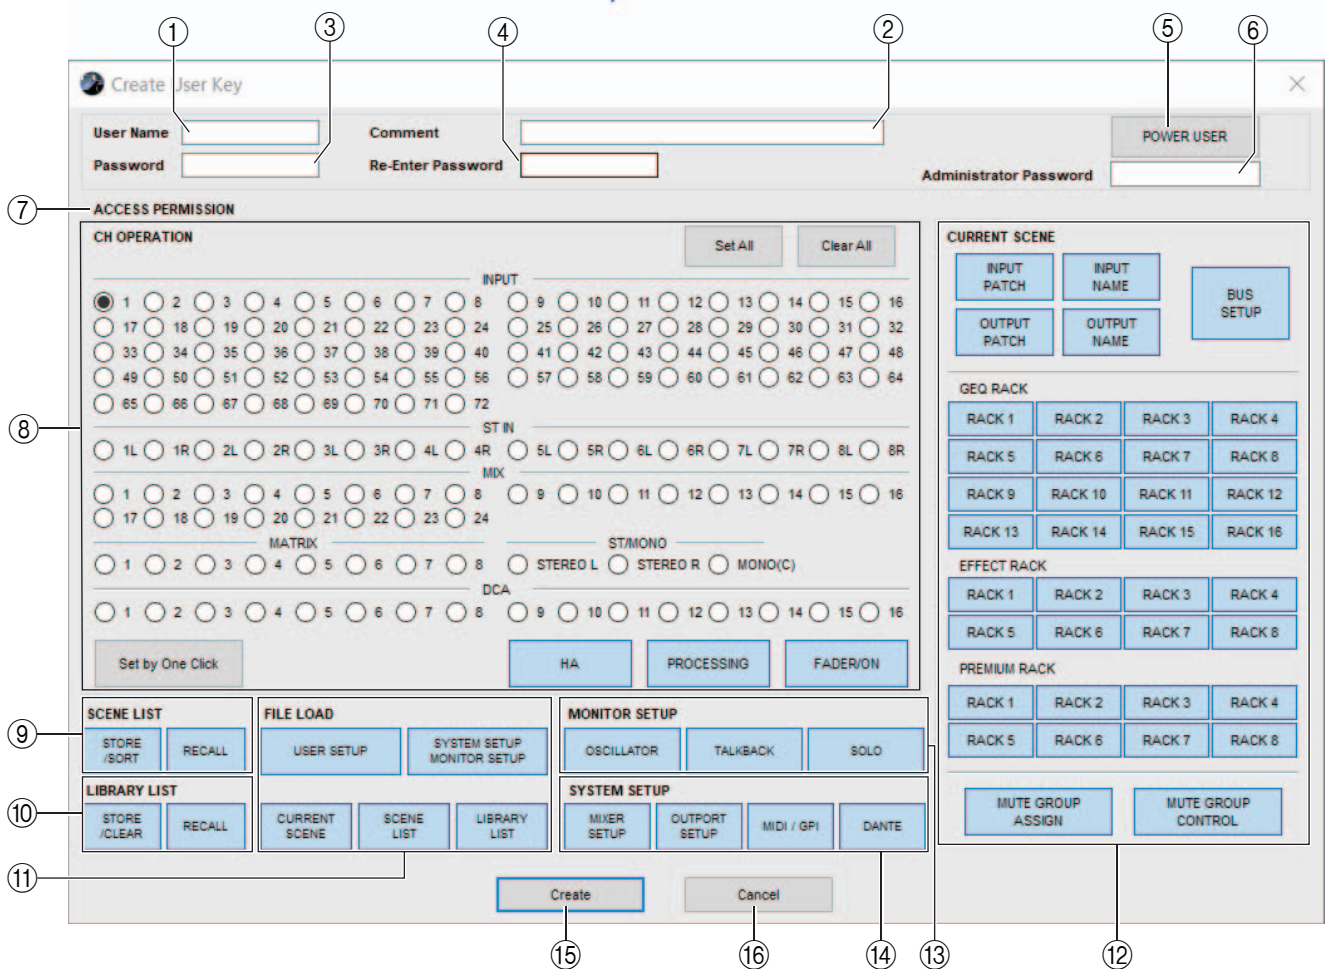 ① ③ ④ ② ⑤ ⑥
Create User Key
User Name Comment POWER USER
Password Re-Enter Password Administrator Password
⑦ ACCESS PERMISSION
⑧
CH OPERATION Set All Clear All
INPUT
1 2 3 4 5 6 7 8 9 10 11 12 13 14 15 16
17 18 19 20 21 22 23 24 25 26 27 28 29 30 31 32
33 34 35 36 37 38 39 40 41 42 43 44 45 46 47 48
49 50 51 52 53 54 55 56 57 58 59 60 61 62 63 64
65 66 67 68 69 70 71 72
ST IN
1L 1R 2L 2R 3L 3R 4L 4R 5L 5R 6L 6R 7L 7R 8L 8R
MIX
1 2 3 4 5 6 7 8 9 10 11 12 13 14 15 16
17 18 19 20 21 22 23 24
MATRIX ST/MONO
1 2 3 4 5 6 7 8 STEREO L STEREO R MONO(C)
DCA
1 2 3 4 5 6 7 8 9 10 11 12 13 14 15 16
Set by One Click HA PROCESSING FADER/ON
CURRENT SCENE
INPUT PATCH
INPUT NAME
BUS SETUP
OUTPUT PATCH
OUTPUT NAME
GEQ RACK
RACK 1 RACK 2 RACK 3 RACK 4
RACK 5 RACK 6 RACK 7 RACK 8
RACK 9 RACK 10 RACK 11 RACK 12
RACK 13 RACK 14 RACK 15 RACK 16
EFFECT RACK
RACK 1 RACK 2 RACK 3 RACK 4
RACK 5 RACK 6 RACK 7 RACK 8
PREMIUM RACK
RACK 1 RACK 2 RACK 3 RACK 4
RACK 5 RACK 6 RACK 7 RACK 8
MUTE GROUP ASSIGN
MUTE GROUP CONTROL
⑨
SCENE LIST
STORE /SORT
RECALL
⑩
LIBRARY LIST
STORE /CLEAR
RECALL
⑪
FILE LOAD
USER SETUP
SYSTEM SETUP
MONITOR SETUP
CURRENT SCENE
SCENE LIST
LIBRARY LIST
MONITOR SETUP
OSCILLATOR TALKBACK SOLO
SYSTEM SETUP
MIXER SETUP
OUTPORT SETUP
MIDI / GPI
DANTE
Create Cancel
⑮ ⑯ ⑭ ⑬ ⑫